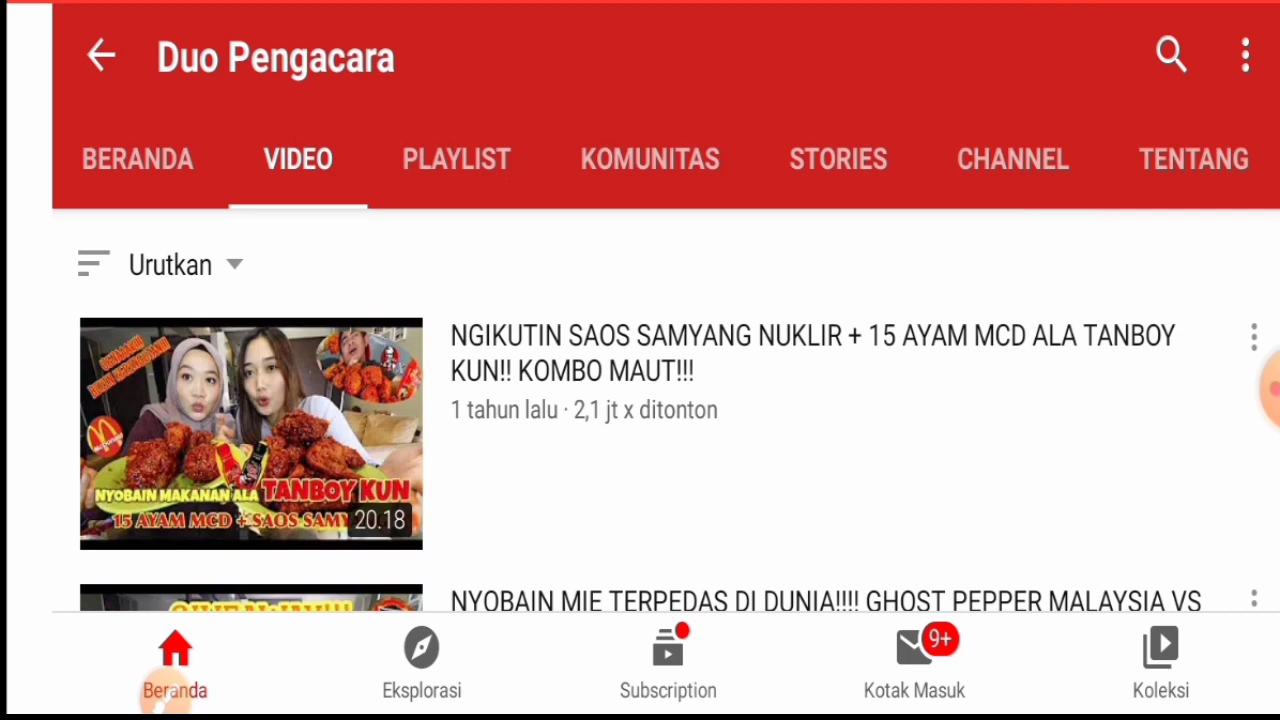 Duo Pengacara
BERANDA VIDEO PLAYLIST KOMUNITAS STORIES CHANNEL TENTANG
Urutkan
NGIKUTIN SAOS SAMYANG NUKLIR + 15 AYAM MCD ALA TANBOY
KUN!! KOMBO MAUT!!!
1 tahun lalu · 2,1 jt x ditonton
NYOBAIN MAKANAN ALA TANBOY KUN
15 AYAM MCD + SAOS SAMY
20.18
NYOBAIN MIE TERPEDAS DI DUNIA!!!! GHOST PEPPER MALAYSIA VS
9+
Beranda Eksplorasi Subscription Kotak Masuk Koleksi